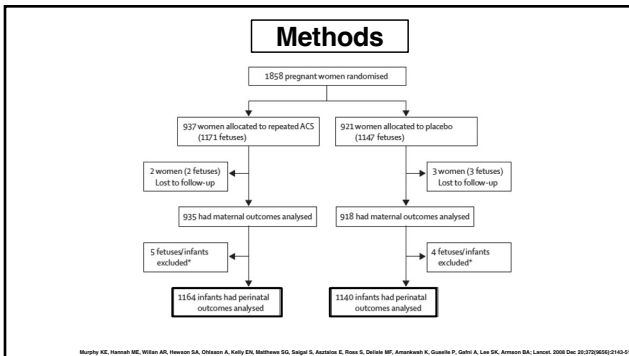 Methods
1858 pregnant women randomised
937 women allocated to repeated ACS
(1171 fetuses)
921 women allocated to placebo
(1147 fetuses)
2 women (2 fetuses)
Lost to follow-up
3 women (3 fetuses)
Lost to follow-up
935 had maternal outcomes analysed
918 had maternal outcomes analysed
5 fetuses/infants
excluded*
4 fetuses/infants
excluded*
1164 infants had perinatal
outcomes analysed
1140 infants had perinatal
outcomes analysed
Murphy KE, Hannah ME, Willan AR, Hewson SA, Ohlsson A, Kelly EN, Matthews SG, Saigal S, Asztalos E, Ross S, Delisle MF, Amankwah K, Guselle P, Gafni A, Lee SK, Armson BA; Lancet. 2008 Dec 20;372(9656):2143-51